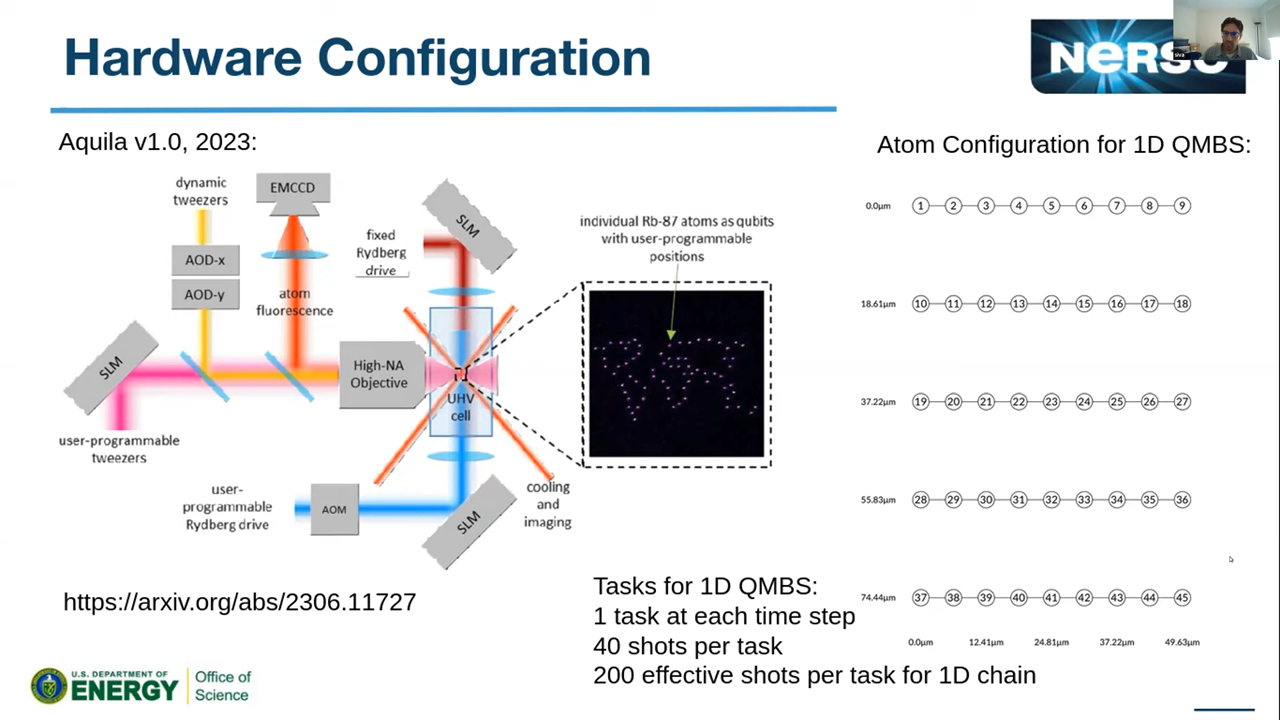 Hardware Configuration
NERSC
siva
Aquila v1.0, 2023:
dynamic
tweezers
EMCCD
SLM
AOD-x
AOD-y
fixed
Rydberg
drive
atom
fluorescence
SLM
High-NA
Objective
UHV
cell
user-programmable
tweezers
user-
programmable
Rydberg drive
AOM
SLM
cooling
and
imaging
individual Rb-87 atoms as qubits
with user-programmable
positions
https://arxiv.org/abs/2306.11727
Atom Configuration for 1D QMBS:
0.0μm 1 2 3 4 5 6 7 8 9
18.61μm 10 11 12 13 14 15 16 17 18
37.22μm 19 20 21 22 23 24 25 26 27
55.83μm 28 29 30 31 32 33 34 35 36
74.44μm 37 38 39 40 41 42 43 44 45
0.0μm 12.41μm 24.81μm 37.22μm 49.63μm
Tasks for 1D QMBS:
1 task at each time step
40 shots per task
200 effective shots per task for 1D chain
U.S. DEPARTMENT OF
ENERGY
Office of
Science